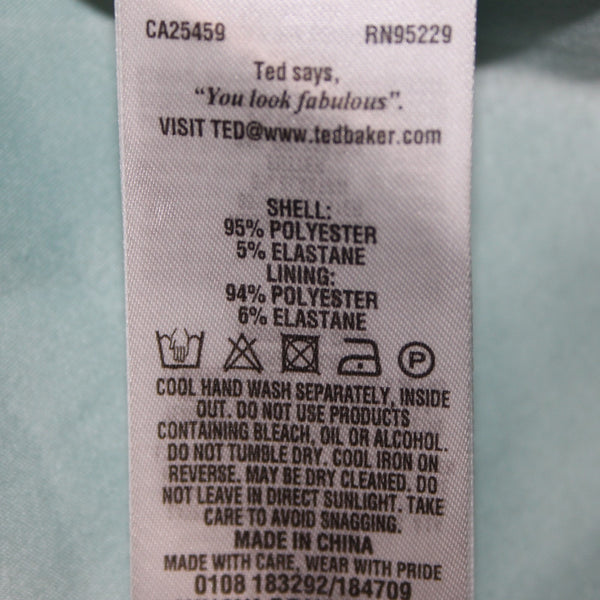 CA25459 RN95229
Ted says,
“You look fabulous”.
VISIT TED@www.tedbaker.com
SHELL:
95% POLYESTER
5% ELASTANE
LINING:
94% POLYESTER
6% ELASTANE
P
COOL HAND WASH SEPARATELY, INSIDE
OUT. DO NOT USE PRODUCTS
CONTAINING BLEACH, OIL OR ALCOHOL.
DO NOT TUMBLE DRY. COOL IRON ON
REVERSE. MAY BE DRY CLEANED. DO
NOT LEAVE IN DIRECT SUNLIGHT. TAKE
CARE TO AVOID SNAGGING.
MADE IN CHINA
MADE WITH CARE, WEAR WITH PRIDE
0108 183292/184709